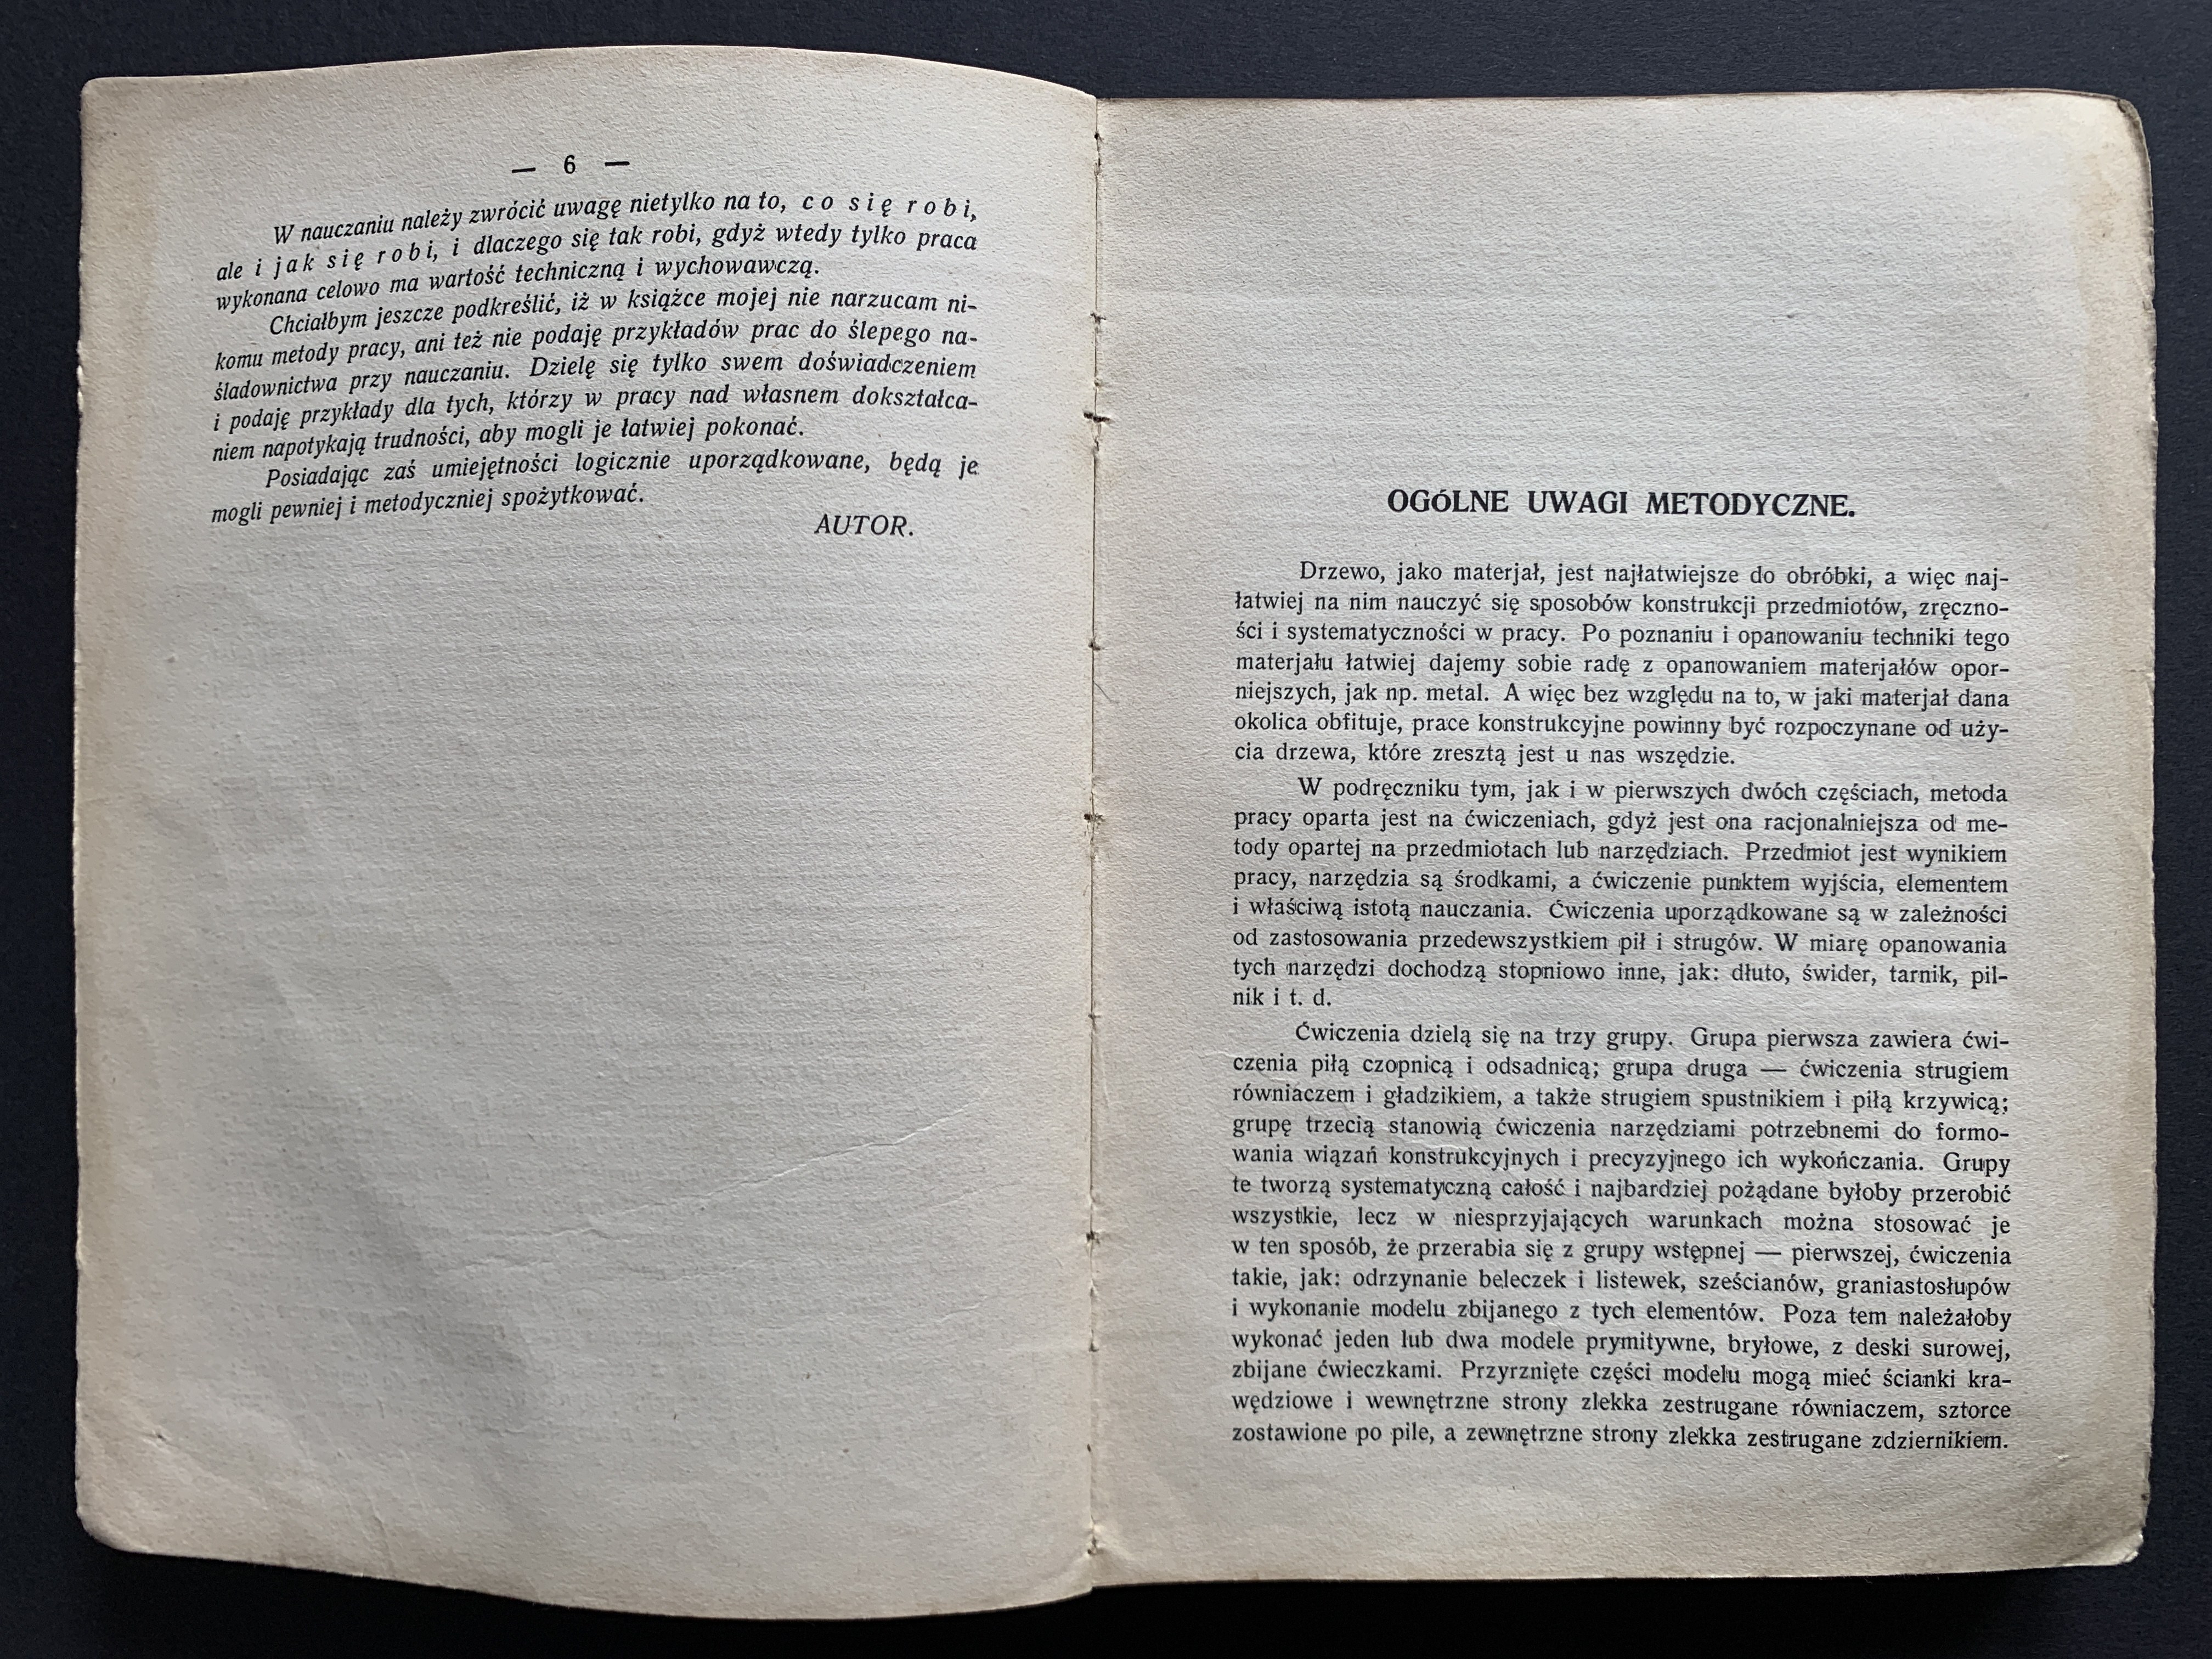 — 6 —
W nauczaniu należy zwrócić uwagę nietylko na to, co się robi,
ale i jak się robi, i dlaczego się tak robi, gdyż wtedy tylko praca
wykonana celowo ma wartość techniczną i wychowawczą.
Chciałbym jeszcze podkreślić, iż w książce mojej nie narzucam ni-
komu metody pracy, ani też nie podaję przykładów prac do ślepego na-
śladownictwa przy nauczaniu. Dzielę się tylko swem doświadczeniem
i podaję przykłady dla tych, którzy w pracy nad własnem dokształca-
niem napotykają trudności, aby mogli je łatwiej pokonać.
Posiadając zaś umiejętności logicznie uporządkowane, będą je
mogli pewniej i metodyczniej spożytkować.
AUTOR.
OGÓLNE UWAGI METODYCZNE.
Drzewo, jako materjał, jest najłatwiejsze do obróbki, a więc naj-
łatwiej na nim nauczyć się sposobów konstrukcji przedmiotów, zręczno-
ści i systematyczności w pracy. Po poznaniu i opanowaniu techniki tego
materjału łatwiej dajemy sobie radę z opanowaniem materjałów opor-
niejszych, jak np. metal. A więc bez względu na to, w jaki materjał dana
okolica obfituje, prace konstrukcyjne powinny być rozpoczynane od uży-
cia drzewa, które zresztą jest u nas wszędzie.
W podręczniku tym, jak i w pierwszych dwóch częściach, metoda
pracy oparta jest na ćwiczeniach, gdyż jest ona racjonalniejsza od me-
tody opartej na przedmiotach lub narzędziach. Przedmiot jest wynikiem
pracy, narzędzia są środkami, a ćwiczenie punktem wyjścia, elementem
i właściwą istotą nauczania. Ćwiczenia uporządkowane są w zależności
od zastosowania przedewszystkiem pił i strugów. W miarę opanowania
tych narzędzi dochodzą stopniowo inne, jak: dłuto, świder, tarnik, pil-
nik i t. d.
Ćwiczenia dzielą się na trzy grupy. Grupa pierwsza zawiera ćwi-
czenia piłą czopnicą i odsadnicą; grupa druga — ćwiczenia strugiem
równiaczem i gładzikiem, a także strugiem spustnikiem i piłą krzywicą;
grupę trzecią stanowią ćwiczenia narzędziami potrzebnemi do formo-
wania wiązań konstrukcyjnych i precyzyjnego ich wykończania. Grupy
te tworzą systematyczną całość i najbardziej pożądane byłoby przerobić
wszystkie, lecz w niesprzyjających warunkach można stosować je
w ten sposób, że przerabia się z grupy wstępnej — pierwszej, ćwiczenia
takie, jak: odrzynanie beleczek i listewek, sześcianów, graniastosłupów
i wykonanie modelu zbijanego z tych elementów. Poza tem należałoby
wykonać jeden lub dwa modele prymitywne, bryłowe, z deski surowej,
zbijane ćwieczkami. Przyrznięte części modelu mogą mieć ścianki kra-
wędziowe i wewnętrzne strony zlekka zestrugane równiaczem, sztorce
zostawione po pile, a zewnętrzne strony zlekka zestrugane zdziernikiem.